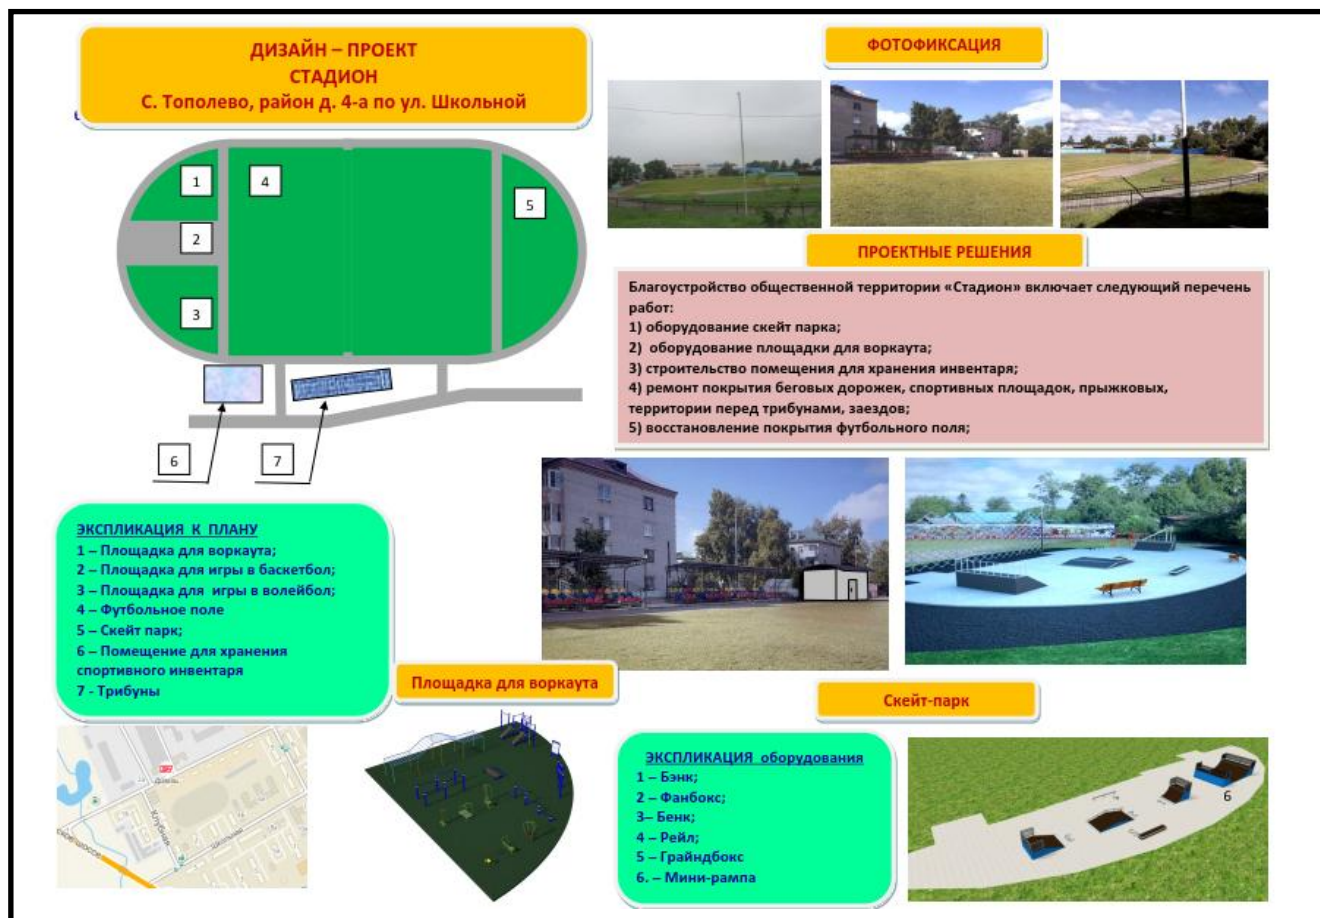 ДИЗАЙН – ПРОЕКТ
СТАДИОН
С. Тополево, район д. 4-а по ул. Школьной
1
4
5
2
3
6
7
ФОТОФИКСАЦИЯ
ПРОЕКТНЫЕ РЕШЕНИЯ
Благоустройство общественной территории «Стадион» включает следующий перечень
работ:
1) оборудование скейт парка;
2) оборудование площадки для воркаута;
3) строительство помещения для хранения инвентаря;
4) ремонт покрытия беговых дорожек, спортивных площадок, прыжковых,
территории перед трибунами, заездов;
5) восстановление покрытия футбольного поля;
ЭКСПЛИКАЦИЯ К ПЛАНУ
1 – Площадка для воркаута;
2 – Площадка для игры в баскетбол;
3 – Площадка для игры в волейбол;
4 – Футбольное поле
5 – Скейт парк;
6 – Помещение для хранения
спортивного инвентаря
7 - Трибуны
Площадка для воркаута
Скейт-парк
Клубная
Школьная
шоссе
ЭКСПЛИКАЦИЯ оборудования
1 – Бэнк;
2 – Фанбокс;
3– Бенк;
4 – Рейл;
5 – Грайндбокс
6. – Мини-рампа
6